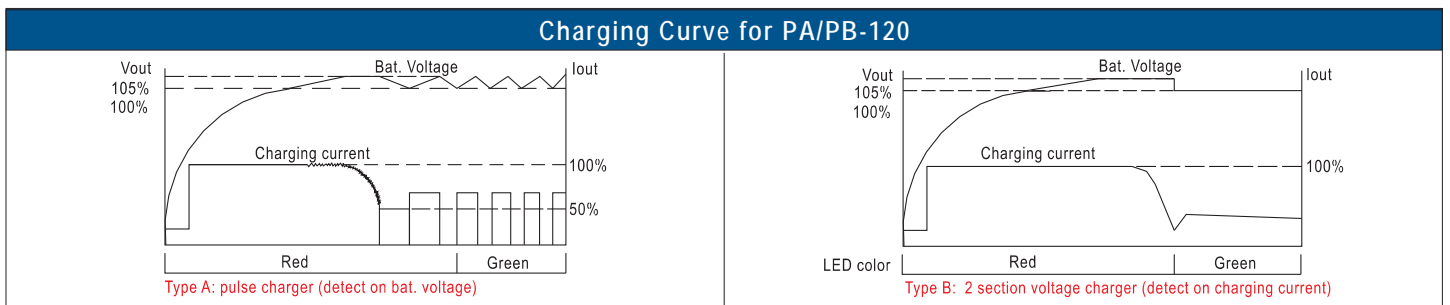 Charging Curve for PA/PB-120
Vout
105%
100%
Bat. Voltage
Iout
Charging current
100%
50%
Red
Green
Type A: pulse charger (detect on bat. voltage)
Vout
105%
100%
Bat. Voltage
Iout
Charging current
100%
LED color
Red
Green
Type B: 2 section voltage charger (detect on charging current)